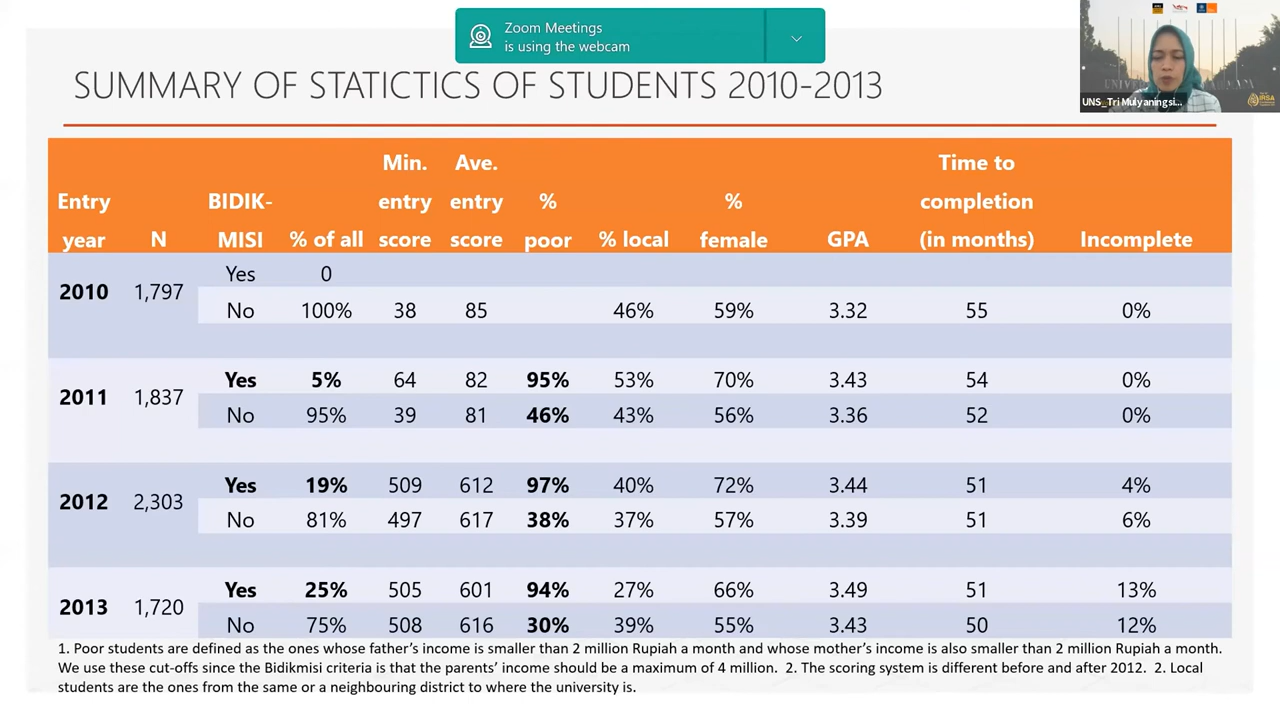 Zoom Meetings
is using the webcam
SUMMARY OF STATICTICS OF STUDENTS 2010-2013
UNS_Tri Mulyaningsi...
IRSA
Entry year N BIDIK-MISI % of all Min. entry score Ave. entry score % poor % local % female GPA Time to completion (in months) Incomplete
2010 1,797 Yes 0
No 100% 38 85 46% 59% 3.32 55 0%
2011 1,837 Yes 5% 64 82 95% 53% 70% 3.43 54 0%
No 95% 39 81 46% 43% 56% 3.36 52 0%
2012 2,303 Yes 19% 509 612 97% 40% 72% 3.44 51 4%
No 81% 497 617 38% 37% 57% 3.39 51 6%
2013 1,720 Yes 25% 505 601 94% 27% 66% 3.49 51 13%
No 75% 508 616 30% 39% 55% 3.43 50 12%
1. Poor students are defined as the ones whose father's income is smaller than 2 million Rupiah a month and whose mother's income is also smaller than 2 million Rupiah a month.
We use these cut-offs since the Bidikmisi criteria is that the parents' income should be a maximum of 4 million. 2. The scoring system is different before and after 2012. 2. Local
students are the ones from the same or a neighbouring district to where the university is.